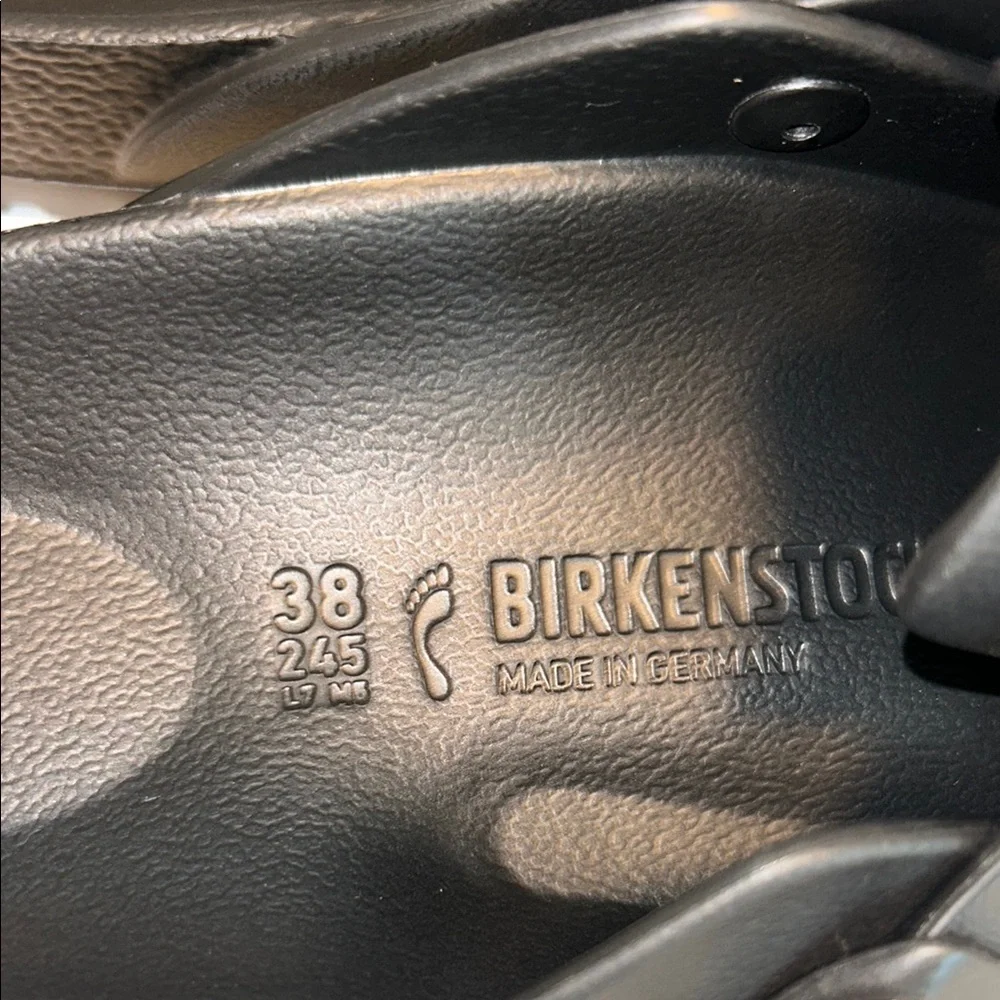 38
245
L7 M5
BIRKENSTOC
MADE IN GERMANY